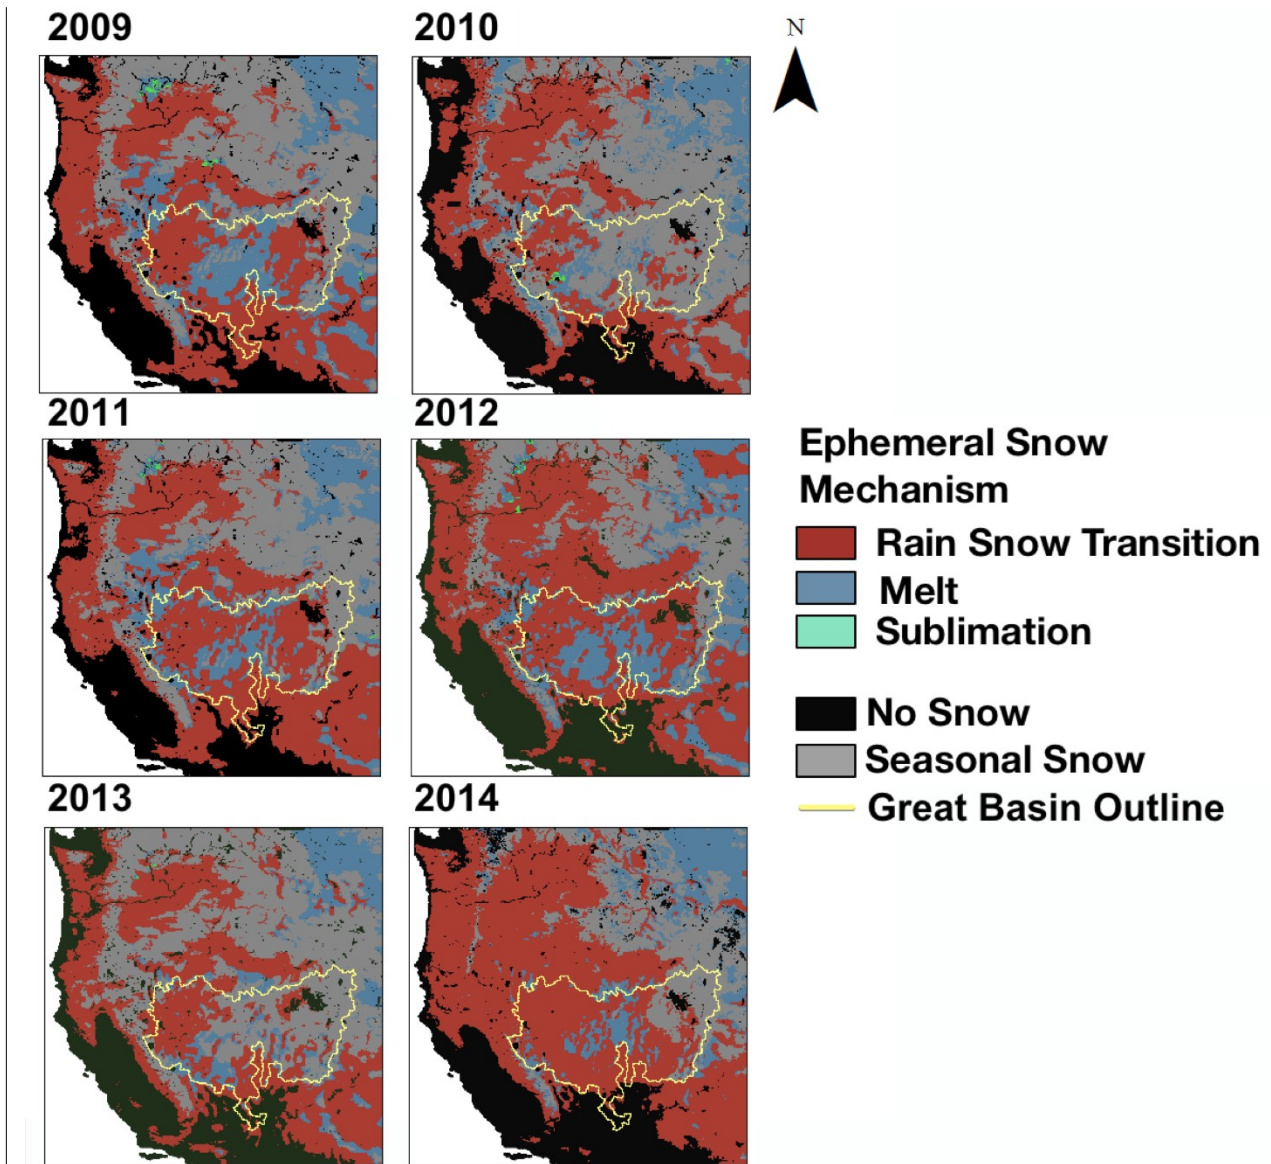 2009
2010
N
2011
2012
Ephemeral Snow
Mechanism
Rain Snow Transition
Melt
Sublimation
No Snow
Seasonal Snow
Great Basin Outline
2013
2014